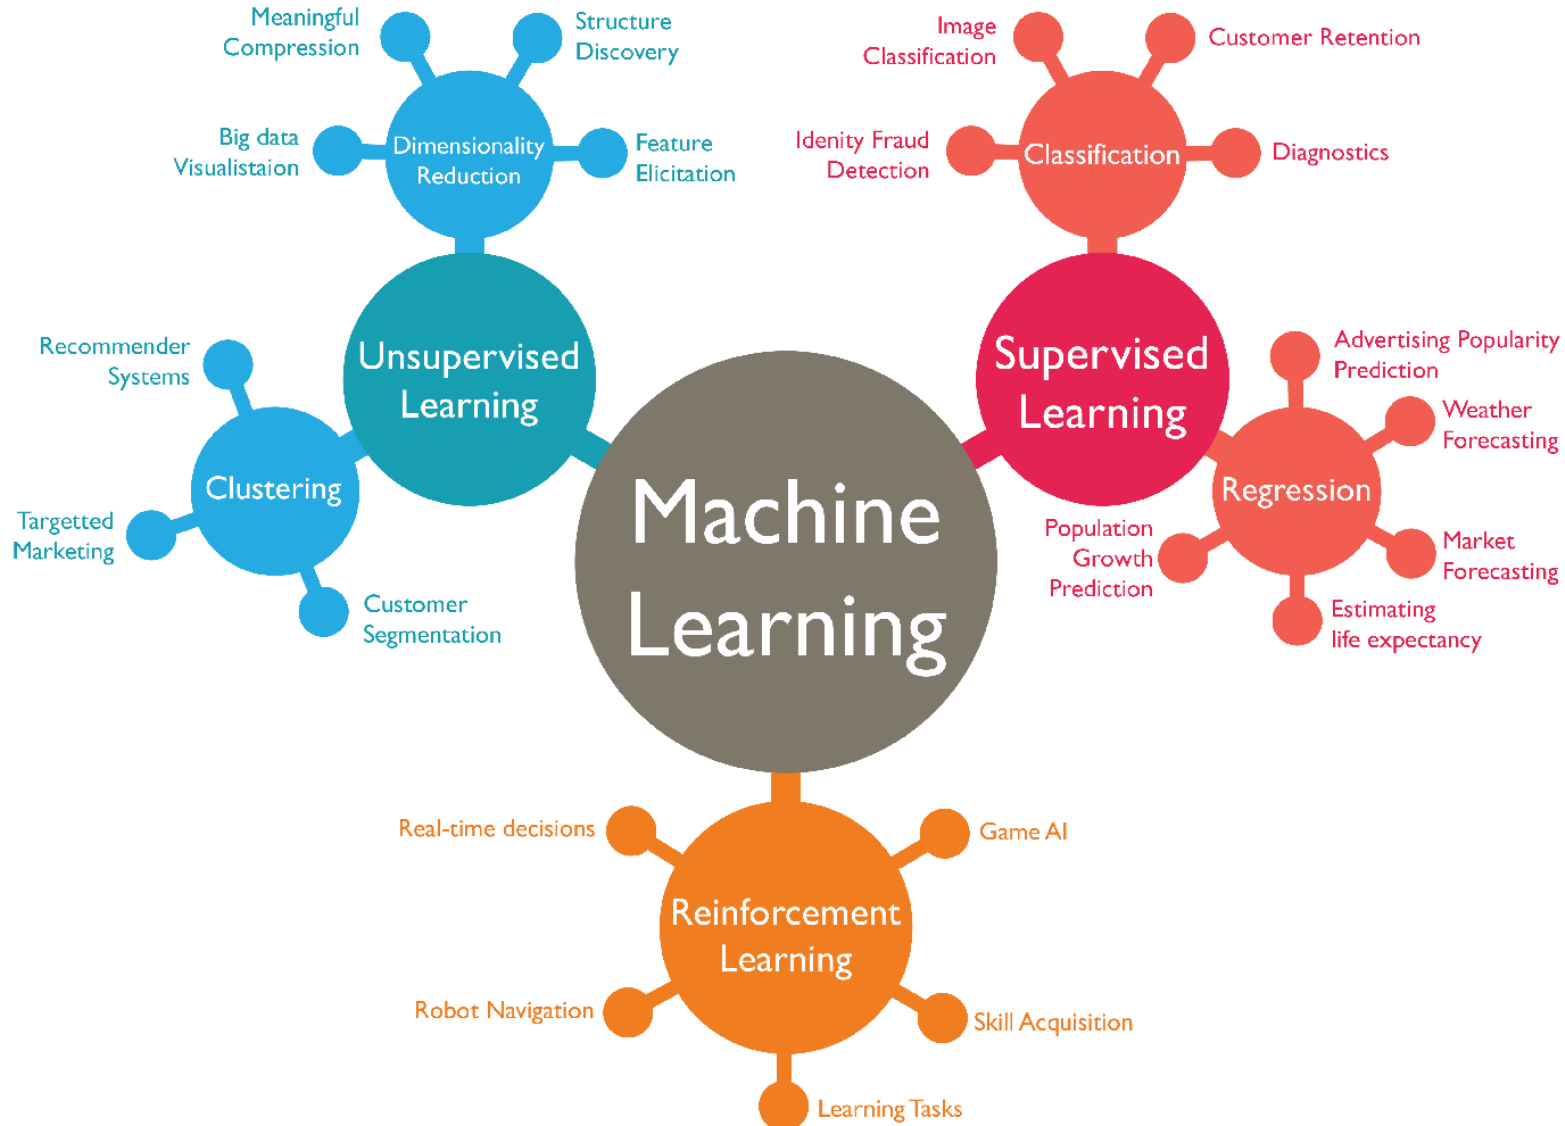 Meaningful
Compression
Structure
Discovery
Big data
Visualistaion
Dimensionality
Reduction
Feature
Elicitation
Image
Classification
Customer Retention
Idenity Fraud
Detection
Classification
Diagnostics
Unsupervised
Learning
Recommender
Systems
Clustering
Targetted
Marketing
Customer
Segmentation
Machine
Learning
Supervised
Learning
Advertising Popularity
Prediction
Weather
Forecasting
Regression
Population
Growth
Prediction
Market
Forecasting
Estimating
life expectancy
Real-time decisions
Game AI
Reinforcement
Learning
Robot Navigation
Skill Acquisition
Learning Tasks